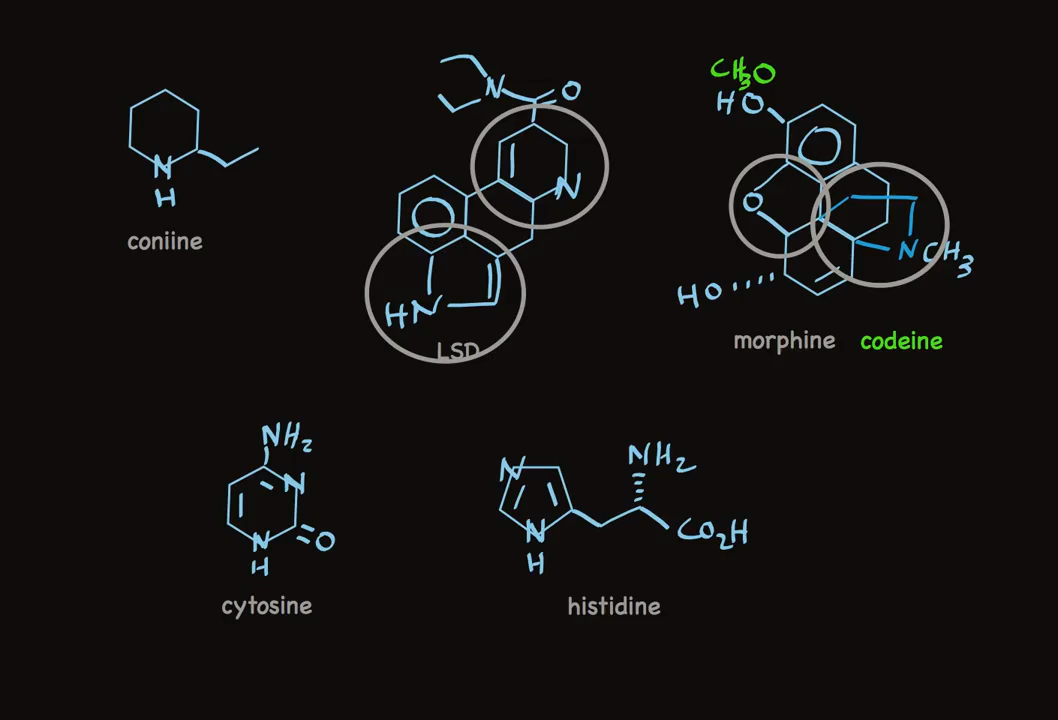 N
H
coniine
N
O
N
HN
LSD
CH3O
HO
O
NCH3
HO
morphine
codeine
NH2
N
N
O
H
cytosine
N
N
H
NH2
CO2H
histidine